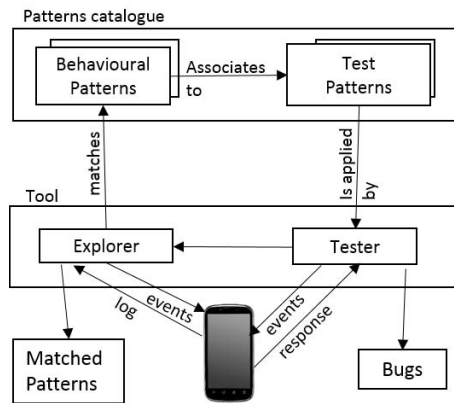 Patterns catalogue
Behavioural
Patterns
Associates
to
Test
Patterns
matches
Is applied
by
Tool
Explorer
Tester
events
log
events
response
Matched
Patterns
Bugs